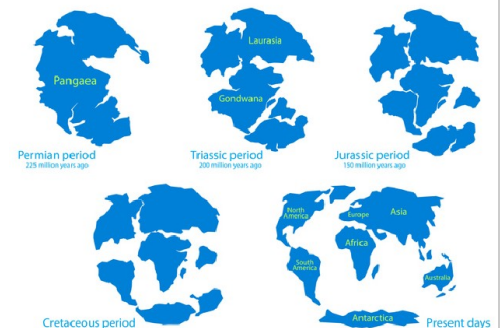 Pangaea
Permian period
225 million years ago
Laurasia
Gondwana
Triassic period
200 million years ago
Jurassic period
150 million years ago
Cretaceous period
North
America
Europe
Asia
Africa
South
America
Australia
Antarctica
Present days